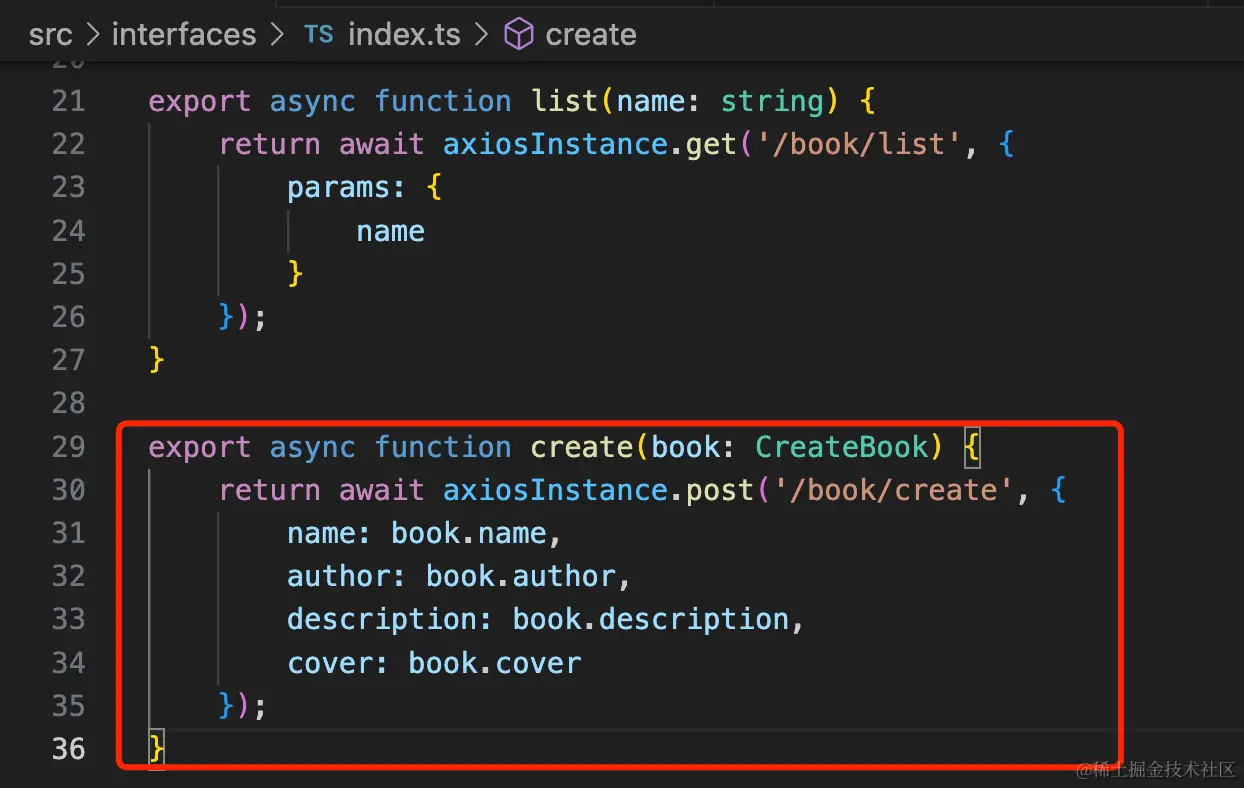 src > interfaces > TS index.ts > create
20
21 export async function list(name: string) {
22 return await axiosInstance.get('/book/list', {
23 params: {
24 name
25 }
26 });
27 }
28
29 export async function create(book: CreateBook) {
30 return await axiosInstance.post('/book/create', {
31 name: book.name,
32 author: book.author,
33 description: book.description,
34 cover: book.cover
35 });
36 }
@稀土掘金技术社区